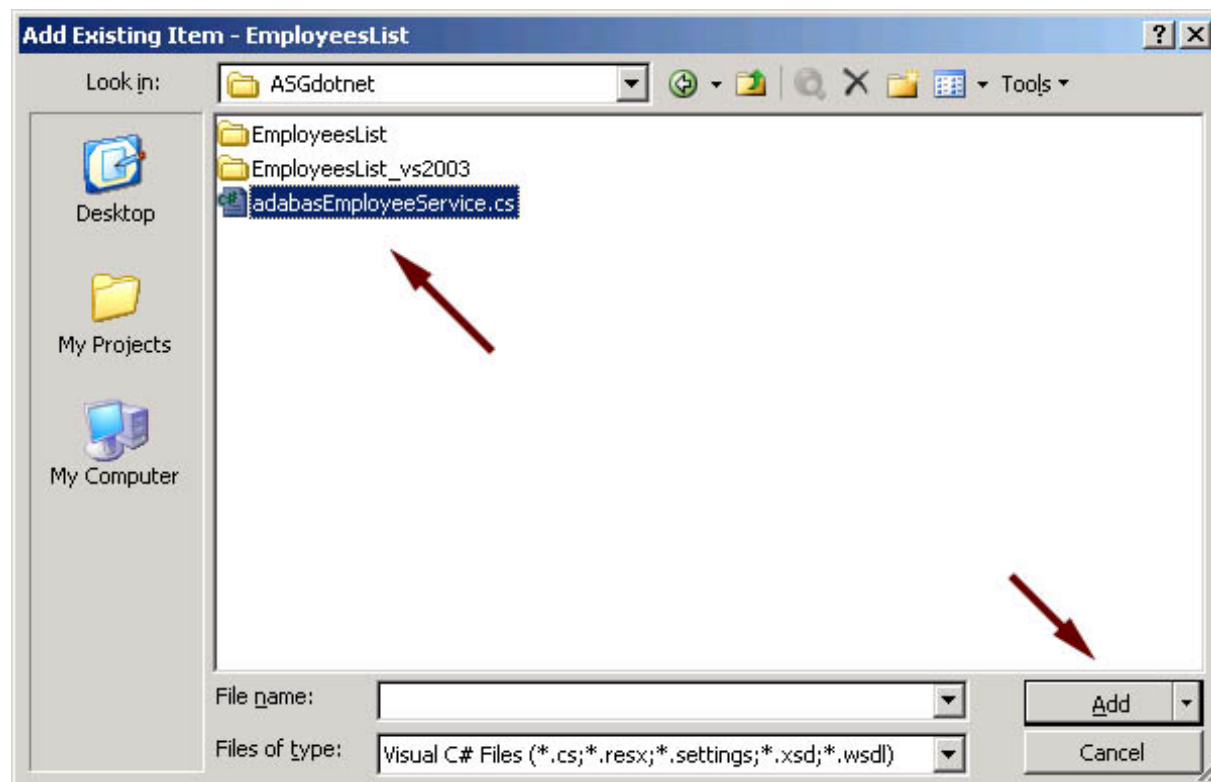 Add Existing Item - EmployeesList
Look in:
ASGdotnet
Tools
EmployeesList
EmployeesList_vs2003
adabasEmployeeService.cs
Desktop
My Projects
My Computer
File name:
Add
Files of type:
Visual C# Files (*.cs;*.resx;*.settings;*.xsd;*.wsdl)
Cancel